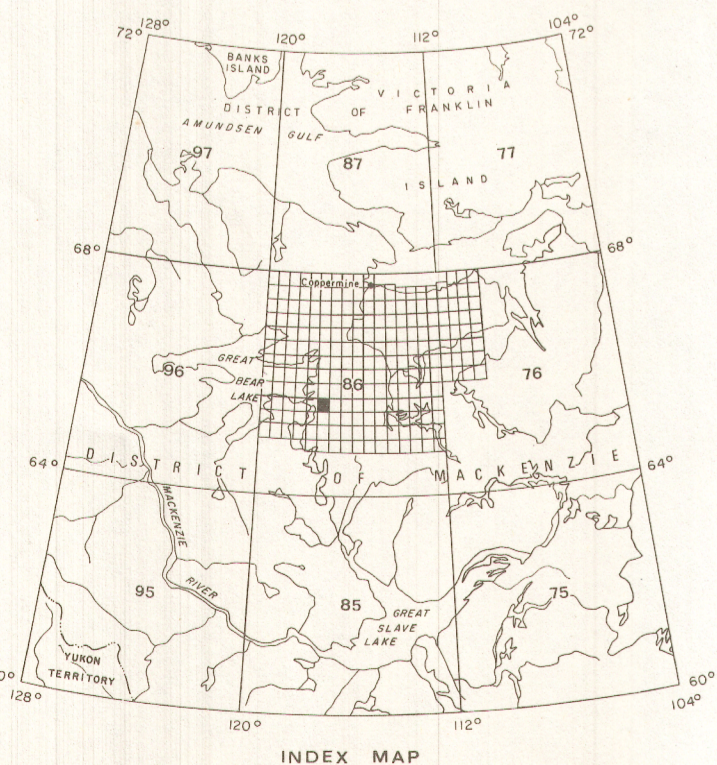 128°
120°
112°
104°
72°
72°
BANKS
ISLAND
VICTORIA
DISTRICT OF FRANKLIN
AMUNDSEN GULF
97
87
77
ISLAND
68°
68°
Coppermine
GREAT
96
86
76
BEAR
LAKE
DISTRICT OF MACKENZIE
64°
64°
MACKENZIE
RIVER
95
85
75
GREAT
SLAVE
LAKE
YUKON
TERRITORY
0°
60°
128°
104°
120°
112°
INDEX MAP